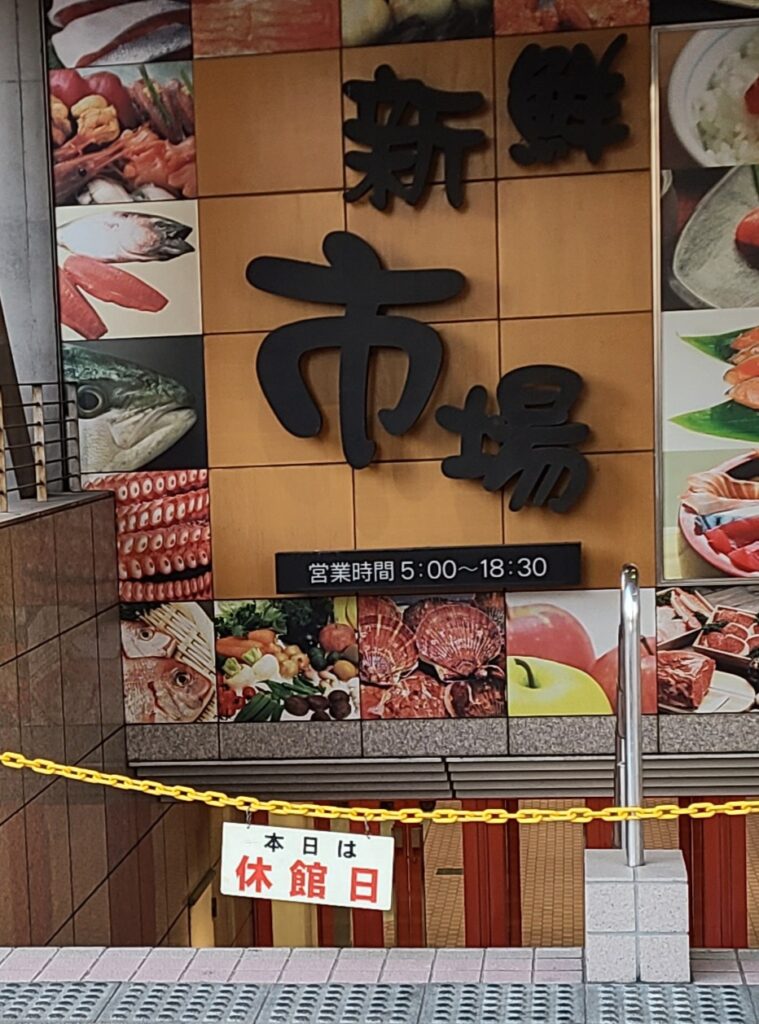 新鮮
市場
営業時間 5:00〜18:30
本日は
休館日